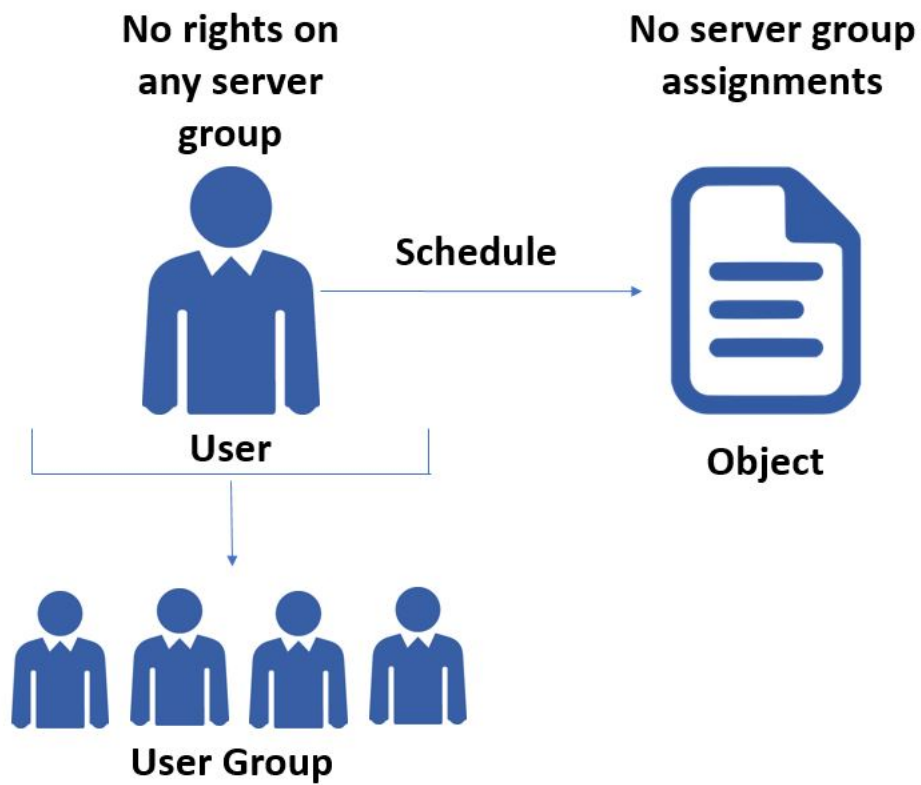 No rights on
any server
group
No server group
assignments
Schedule
User
Object
User Group